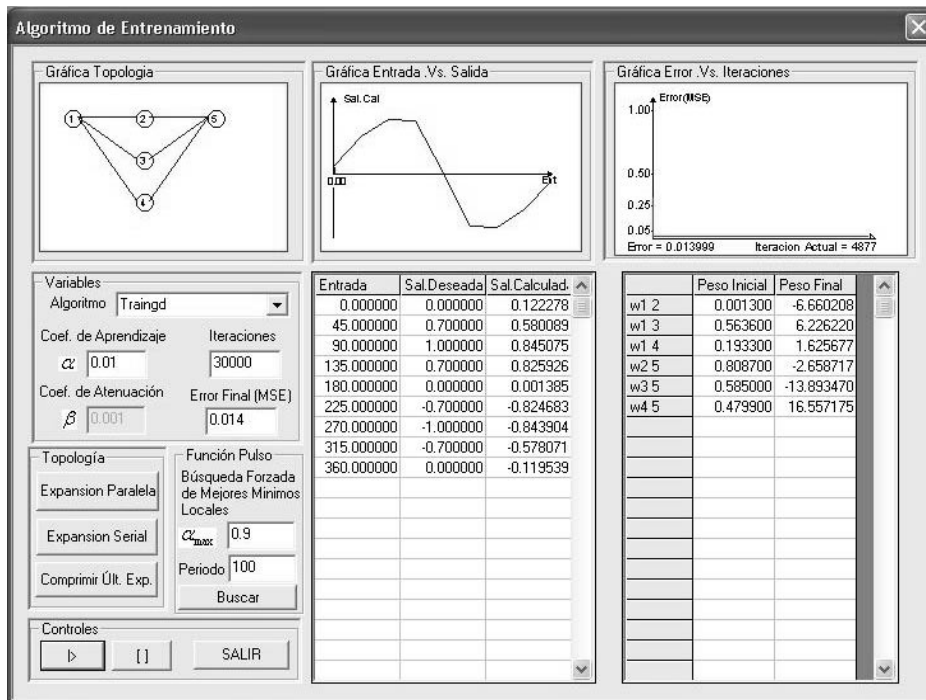 Algoritmo de Entrenamiento
Gráfica Topologia
1 2 5
3
4
Gráfica Entrada .Vs. Salida
Sal.Cal
0.00 Ent
Gráfica Error .Vs. Iteraciones
Error(MSE)
1.00
0.50
0.25
0.05
Error = 0.013999 Iteracion Actual = 4877
Variables
Algoritmo Traingd
Coef. de Aprendizaje Iteraciones
α 0.01 30000
Coef. de Atenuación Error Final (MSE)
β 0.001 0.014
Topología
Expansion Paralela
Expansion Serial
Comprimir Últ. Exp.
Función Pulso
Búsqueda Forzada
de Mejores Minimos
Locales
αmax 0.9
Periodo 100
Buscar
Controles
[ ] SALIR
Entrada Sal.Deseada Sal.Calculad
0.000000 0.000000 0.122278
45.000000 0.700000 0.580089
90.000000 1.000000 0.845075
135.000000 0.700000 0.825926
180.000000 0.000000 0.001385
225.000000 -0.700000 -0.824683
270.000000 -1.000000 -0.843904
315.000000 -0.700000 -0.578071
360.000000 0.000000 -0.119539
Peso Inicial Peso Final
w1 2 0.001300 -6.660208
w1 3 0.563600 6.226220
w1 4 0.193300 1.625677
w2 5 0.808700 -2.658717
w3 5 0.585000 -13.893470
w4 5 0.479900 16.557175